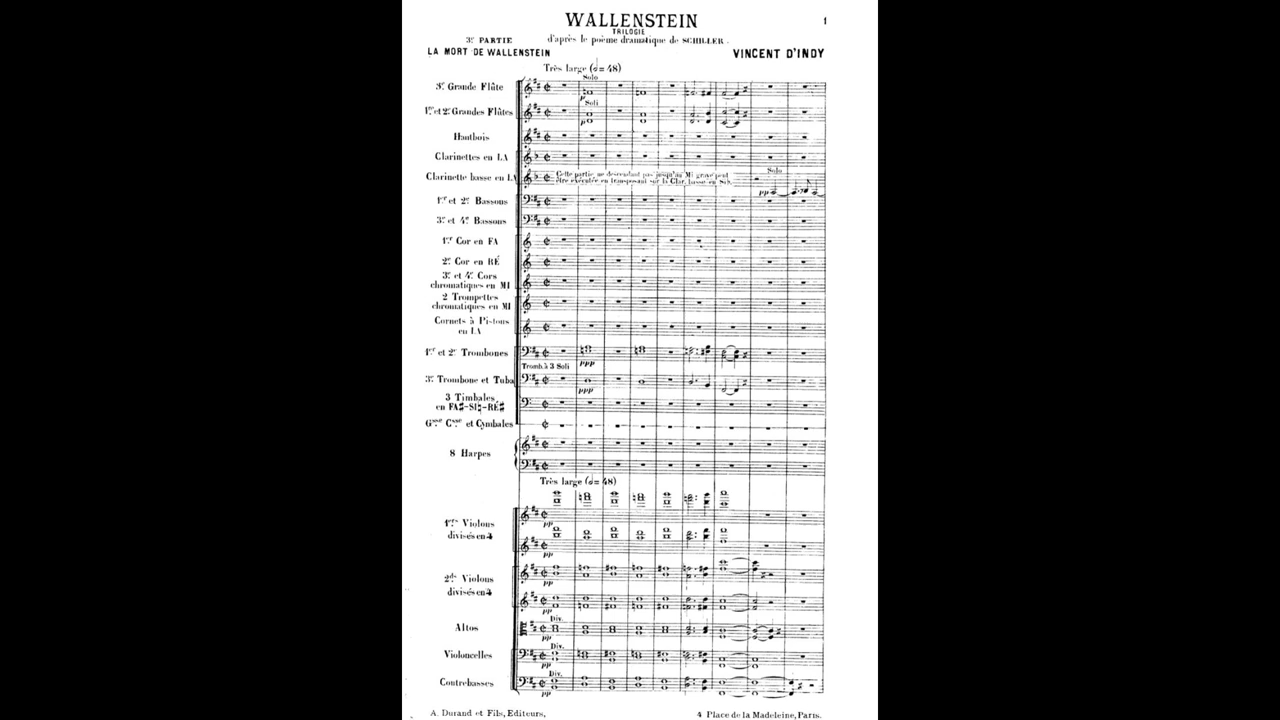 WALLENSTEIN
1
TRILOGIE
d'après le poème dramatique de SCHILLER.
3e PARTIE
LA MORT DE WALLENSTEIN
VINCENT D'INDY
Très large (𝅗𝅥= 48)
Solo
3e Grande Flûte
p
Soli
1re et 2e Grandes Flûtes
p
Hautbois
Clarinettes en LA
Clarinette basse en LA
Cette partie ne descendant pas jusqu'au Mi grave peut
être exécutée en transposant sur la Clar. basse en Sib.
Solo
pp
1er et 2e Bassons
3e et 4e Bassons
1er Cor en FA
2e Cor en RÉ
3e et 4e Cors
chromatiques en MI
2 Trompettes
chromatiques en MI
Cornets à Pistons
en LA
1er et 2e Trombones
ppp
Tromb. à 3 Soli
3e Trombone et Tuba
ppp
3 Timbales
en FA♯-SI♮-RÉ♯
Gsse Csse et Cymbales
8 Harpes
Très large (𝅗𝅥= 48)
1ers Violons
divisés en 4
pp
pp
2ds Violons
divisés en 4
pp
pp
Div.
Altos
pp
Div.
Violoncelles
pp
Div.
Contrebasses
pp
A. Durand et Fils, Editeurs,
4 Place de la Madeleine, Paris.